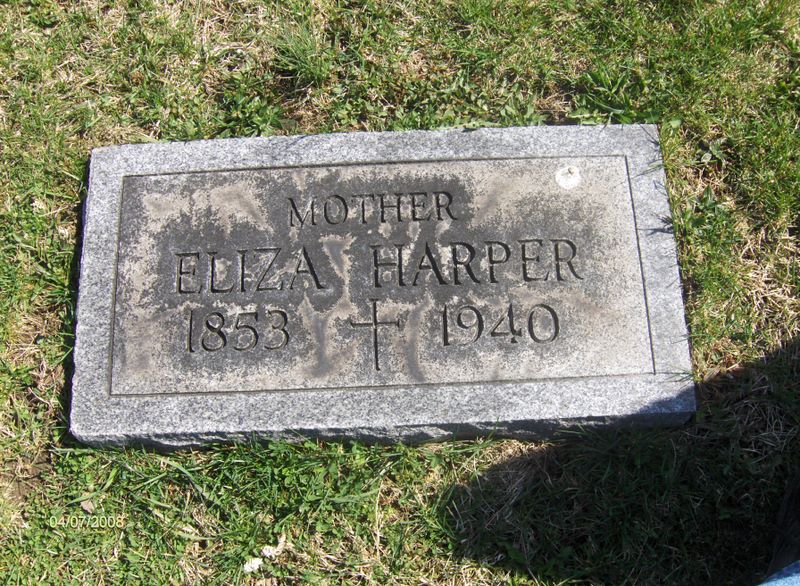 MOTHER
ELIZA HARPER
1853 1940
04/07/2008